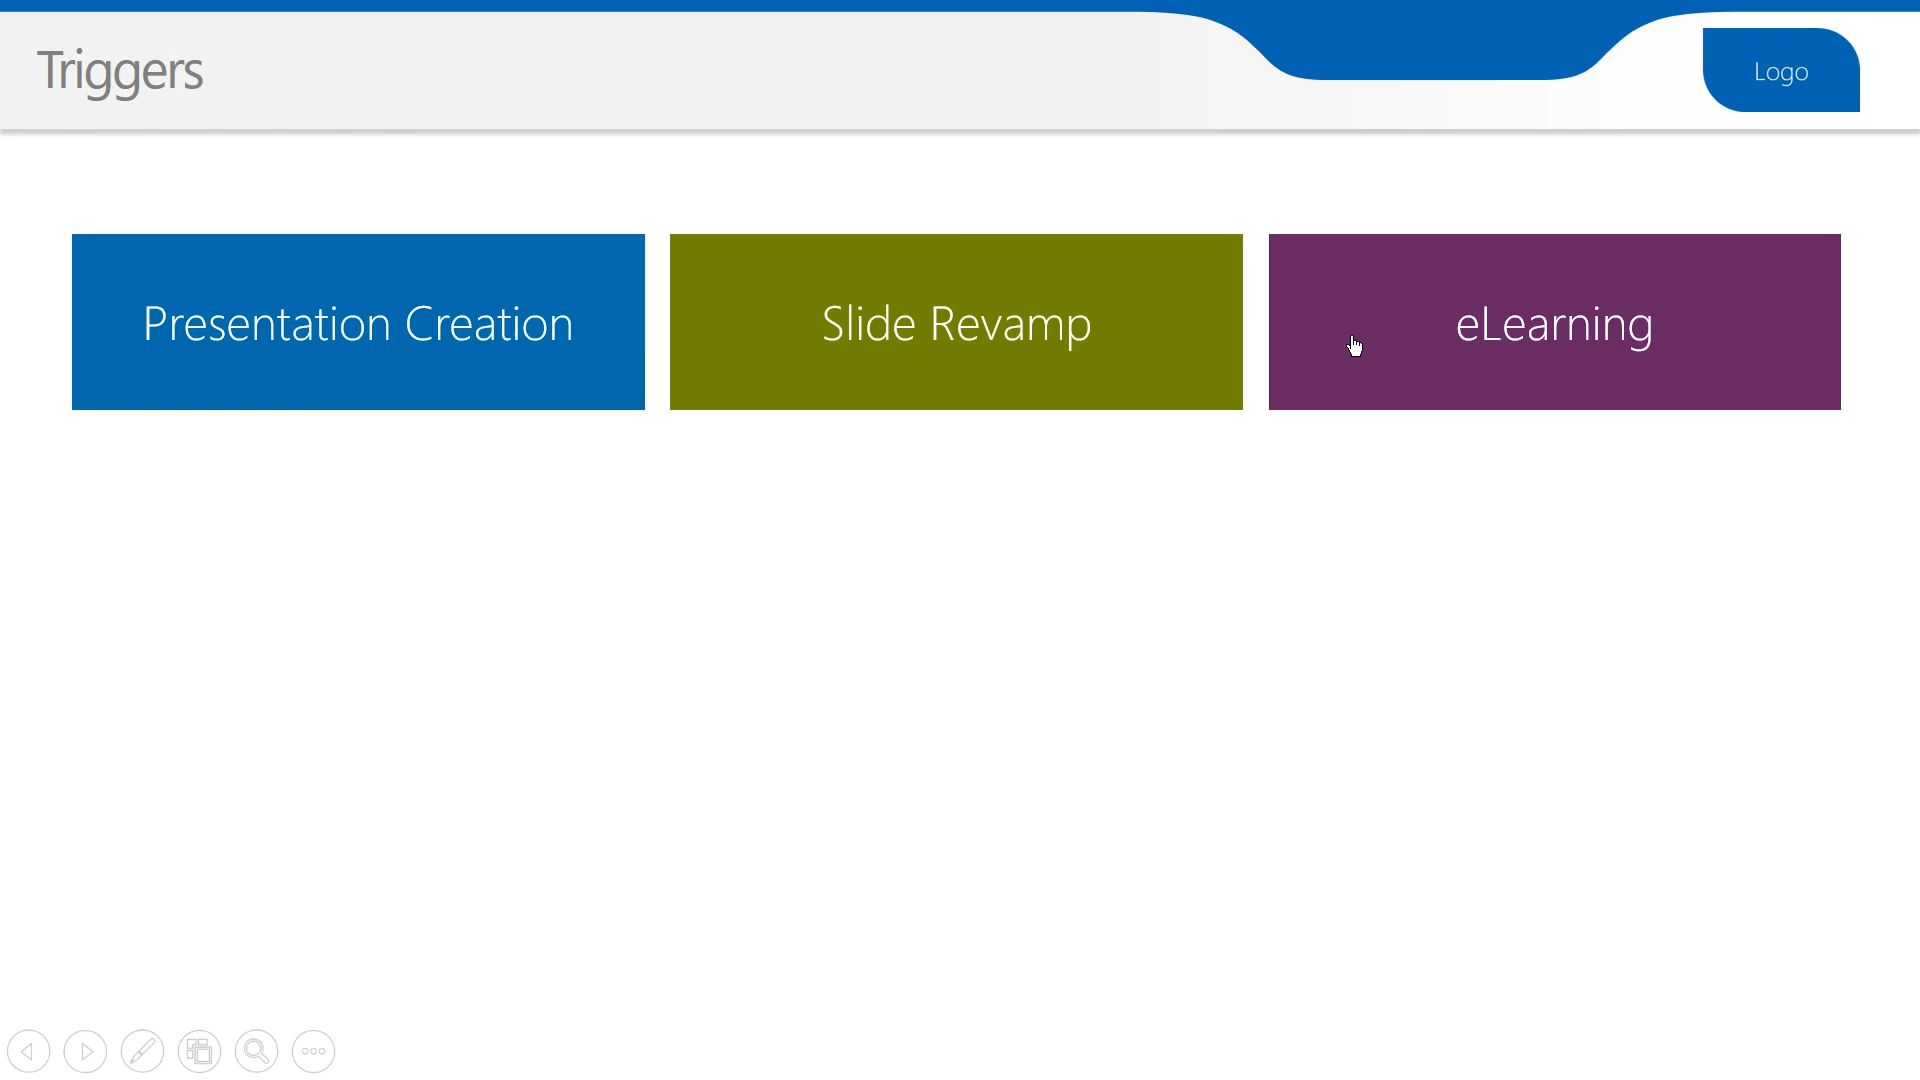 Triggers
Logo
Presentation Creation
Slide Revamp
eLearning